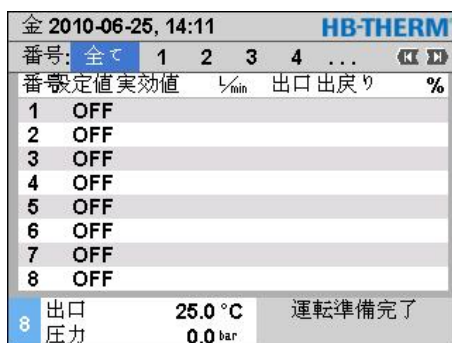 金 2010-06-25, 14:11 HB-THERM
番号: 全て 1 2 3 4 ...
番号設定値 実効値 L/min 出口 出戻り %
1 OFF
2 OFF
3 OFF
4 OFF
5 OFF
6 OFF
7 OFF
8 OFF
8 出口 25.0 °C 運転準備完了
圧力 0.0 bar